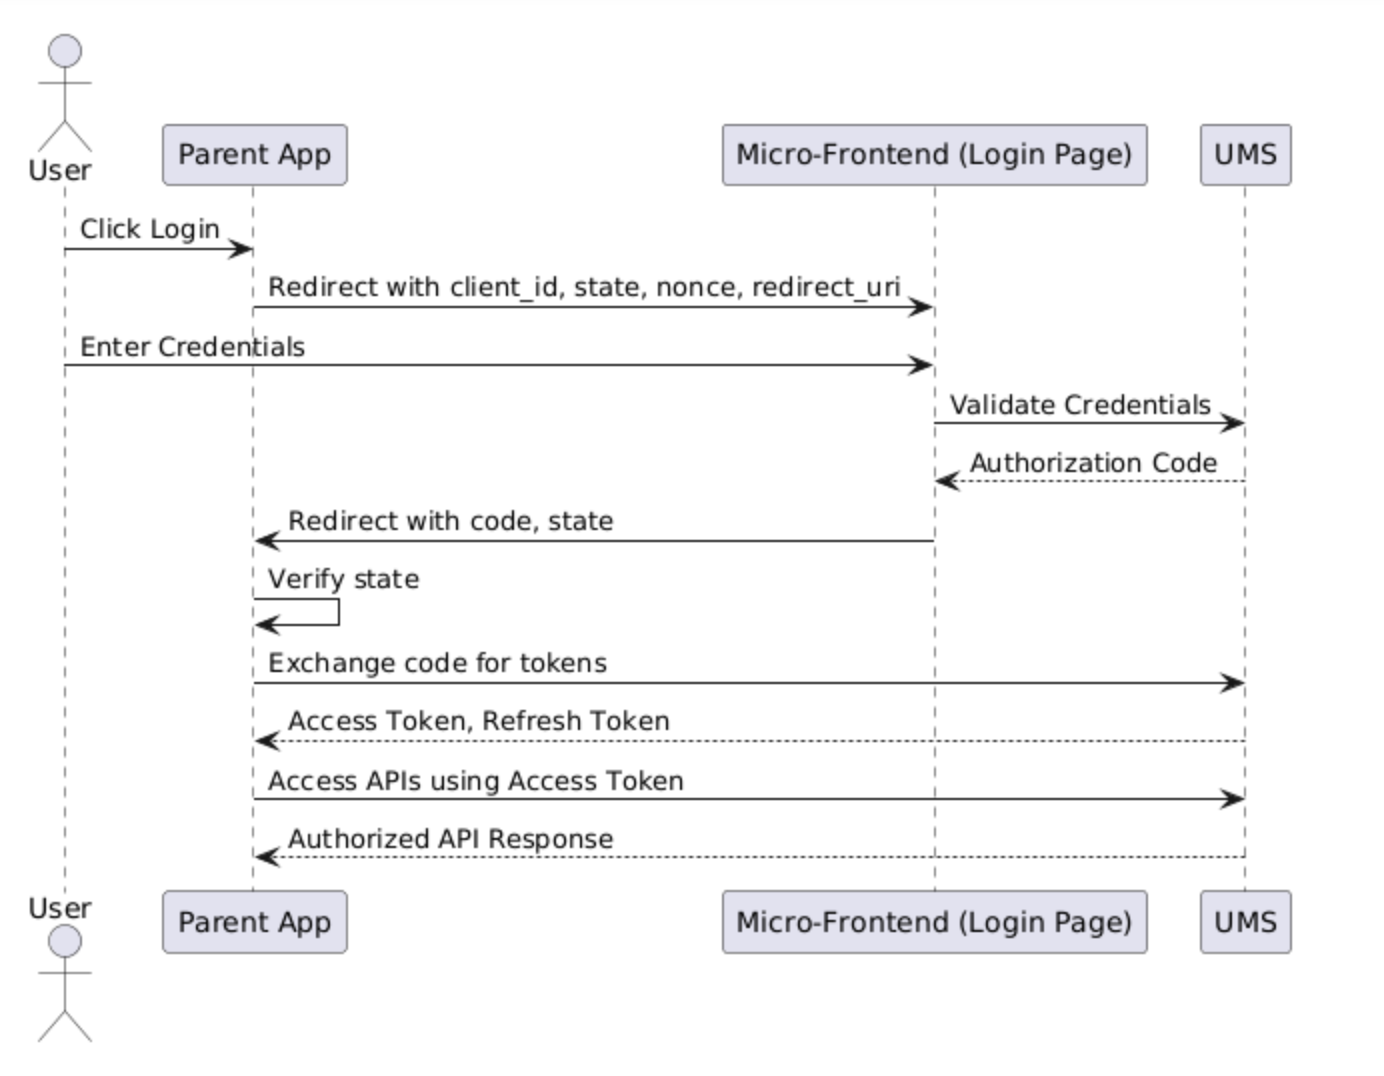 User
Parent App
Micro-Frontend (Login Page)
UMS
Click Login
Redirect with client_id, state, nonce, redirect_uri
Enter Credentials
Validate Credentials
Authorization Code
Redirect with code, state
Verify state
Exchange code for tokens
Access Token, Refresh Token
Access APIs using Access Token
Authorized API Response
User
Parent App
Micro-Frontend (Login Page)
UMS